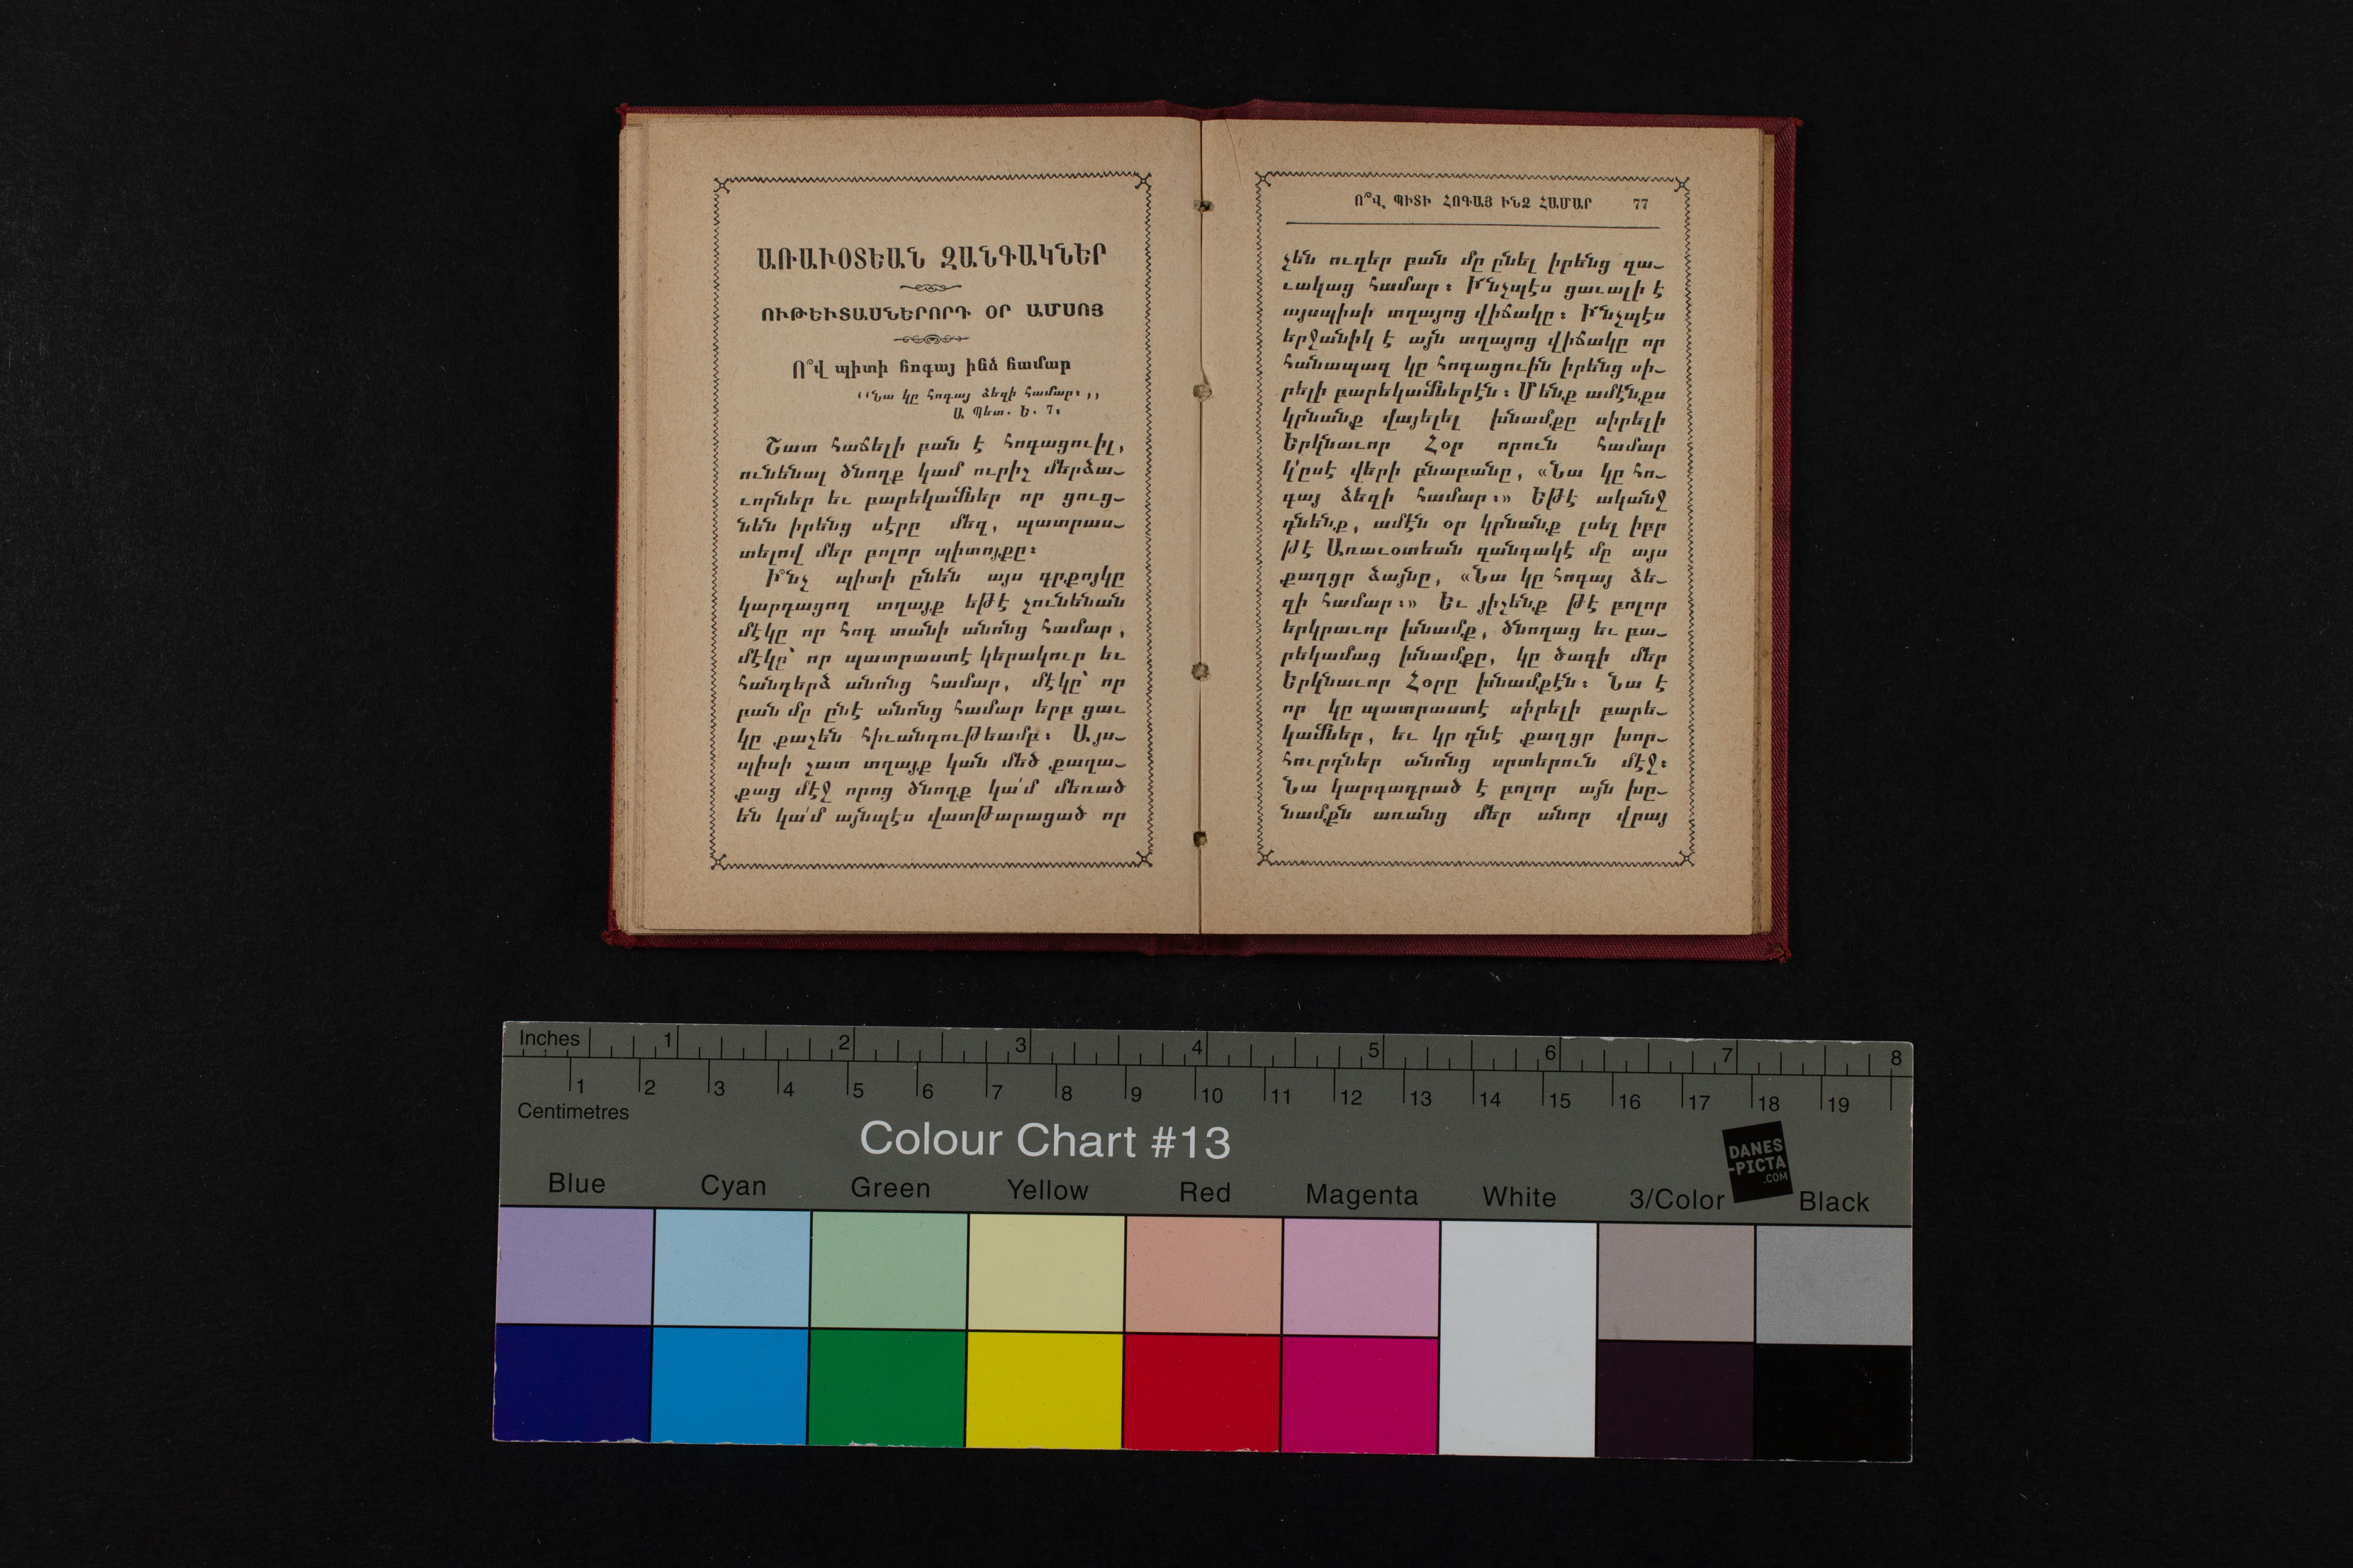 ԱՌԱՒՕՏԵԱՆ ԶԱՆԳԱԿՆԵՐ
ՈՒԹԵՒՏԱՍՆԵՐՈՐԴ ՕՐ ԱՄՍՈՅ
Ո՞վ պիտի հոգայ ինձ համար
‘‘Նա կը հոգայ ձեզի համար։,,
Ա. Պետ. Ե. 7։
Շատ հաճելի բան է հոգացուիլ,
ունենալ ծնողք կամ ուրիշ մերձա-
ւորներ եւ բարեկամներ որ ցուց-
նեն իրենց սէրը մեզ, պատրաս-
տելով մեր բոլոր պիտոյքը։
Ի՞նչ պիտի ընեն այս գրքոյկը
կարդացող տղայք եթէ չունենան
մէկը որ հոգ տանի անոնց համար,
մէկը՝ որ պատրաստէ կերակուր եւ
հանդերձ անոնց համար, մէկը՝ որ
բան մը ընէ անոնց համար երբ ցաւ
կը քաշեն հիւանդութեամբ։ Այս-
պիսի շատ տղայք կան մեծ քաղա-
քաց մէջ որոց ծնողք կա՛մ մեռած
են կա՛մ այնպէս վատթարացած որ
Ո՞Վ ՊԻՏԻ ՀՈԳԱՅ ԻՆՁ ՀԱՄԱՐ 77
չեն ուզեր բան մը ընել իրենց զա-
ւակաց համար։ Ի՜նչպէս ցաւալի է
այսպիսի տղայոց վիճակը։ Ի՜նչպէս
երջանիկ է այն տղայոց վիճակը որ
հանապազ կը հոգացուին իրենց սի-
րելի բարեկամներէն։ Մենք ամէնքս
կրնանք վայելել խնամքը սիրելի
Երկնաւոր Հօր որուն համար
կ՚ըսէ վերի բնաբանը, «Նա կը հո-
գայ ձեզի համար։» Եթէ ականջ
դնենք, ամէն օր կրնանք լսել իբր
թէ Առաւօտեան զանգակէ մը այս
քաղցր ձայնը, «Նա կը հոգայ ձե-
զի համար։» Եւ յիշենք թէ բոլոր
երկրաւոր խնամք, ծնողաց եւ բա-
րեկամաց խնամքը, կը ծագի մեր
Երկնաւոր Հօրը խնամքէն։ Նա է
որ կը պատրաստէ սիրելի բարե-
կամներ, եւ կը դնէ քաղցր խոր-
հուրդներ անոնց սրտերուն մէջ։
Նա կարգադրած է բոլոր այն խը-
նամքն առանց մեր անոր վրայ
Inches 1 2 3 4 5 6 7 8
1 2 3 4 5 6 7 8 9 10 11 12 13 14 15 16 17 18 19
Centimetres
Colour Chart #13
DANES
-PICTA
.COM
Blue Cyan Green Yellow Red Magenta White 3/Color Black